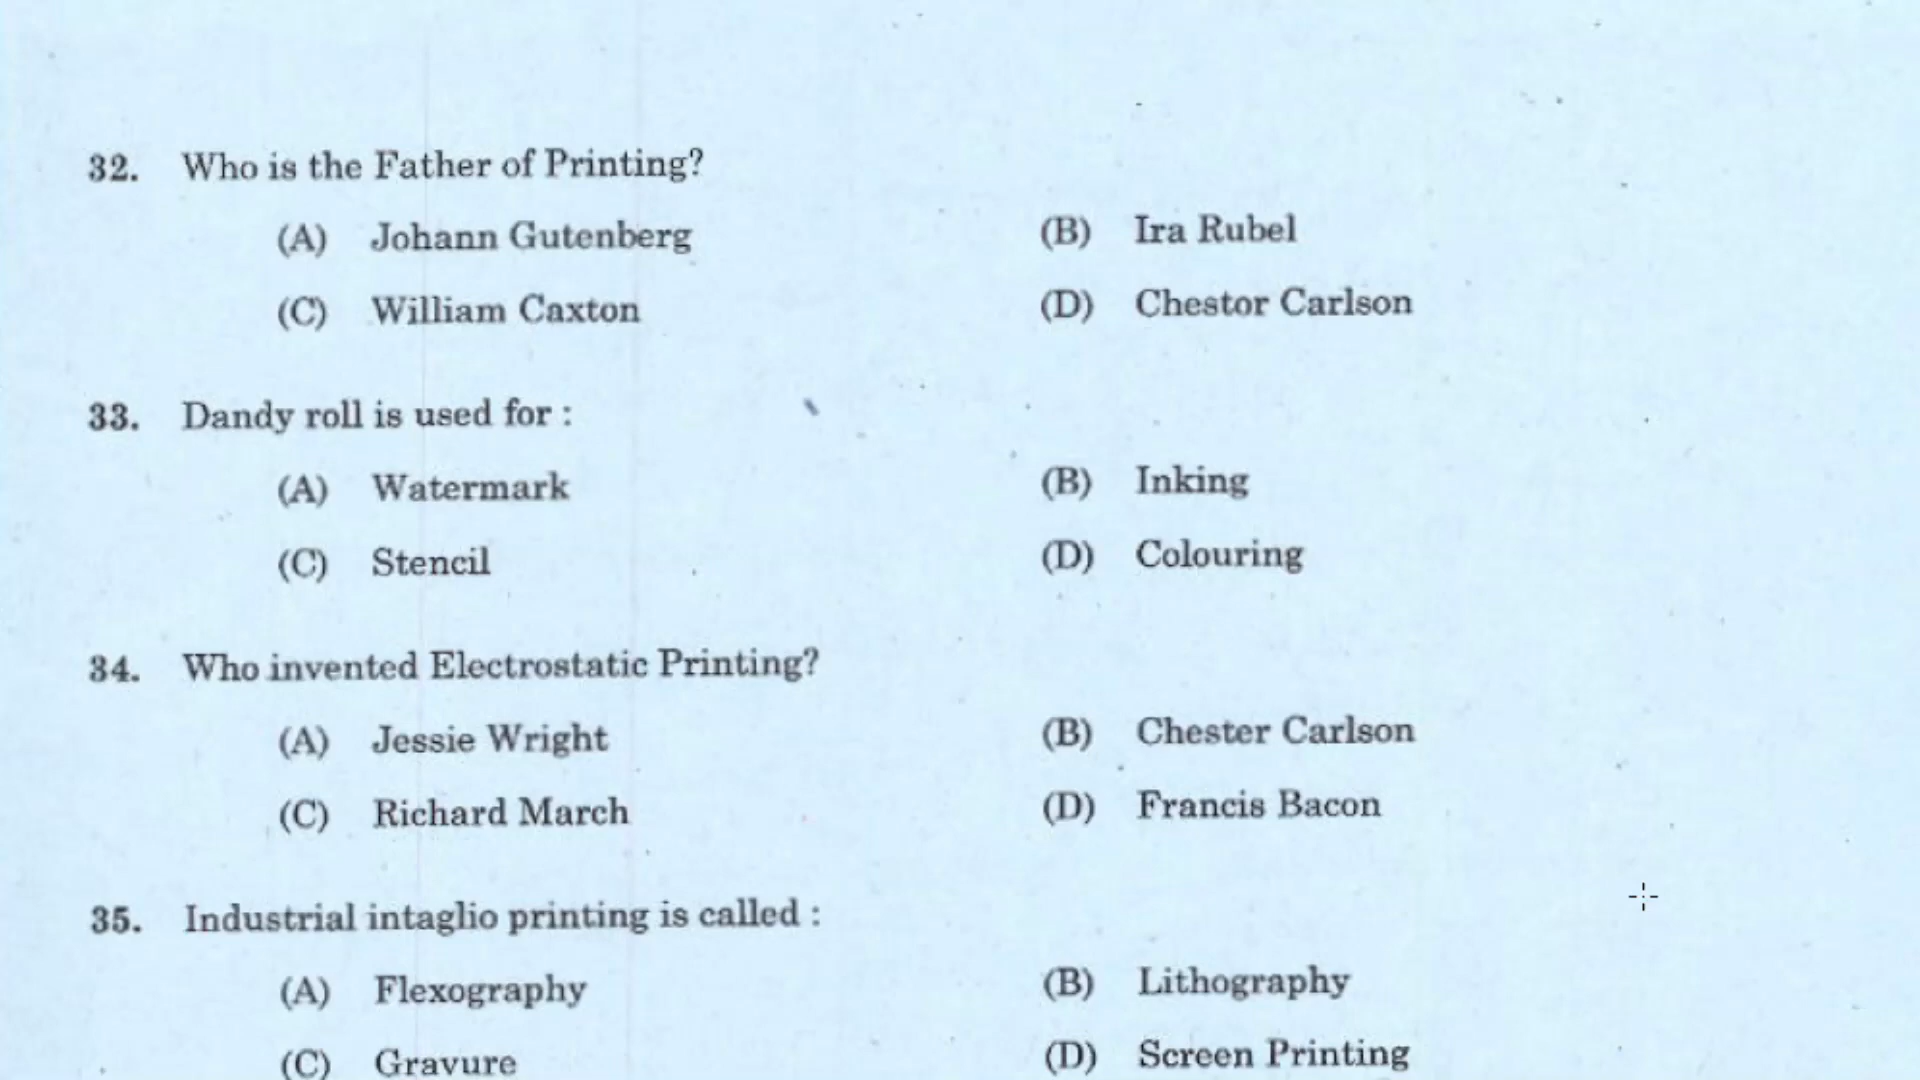 32. Who is the Father of Printing?
(A) Johann Gutenberg (B) Ira Rubel
(C) William Caxton (D) Chestor Carlson
33. Dandy roll is used for :
(A) Watermark (B) Inking
(C) Stencil (D) Colouring
34. Who invented Electrostatic Printing?
(A) Jessie Wright (B) Chester Carlson
(C) Richard March (D) Francis Bacon
35. Industrial intaglio printing is called :
(A) Flexography (B) Lithography
(C) Gravure (D) Screen Printing